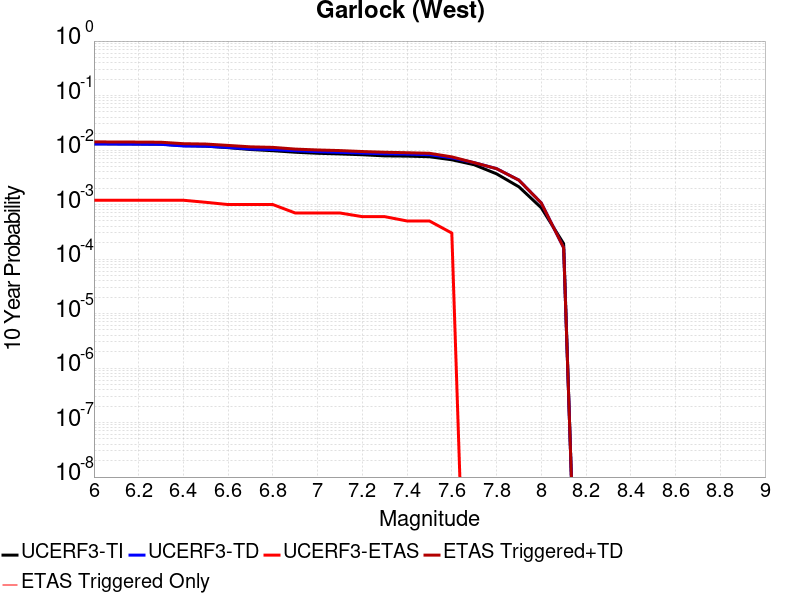 Garlock (West)
10 0
10 -1
10 -2
10 -3
10 -4
10 -5
10 -6
10 -7
10 -8
10 Year Probability
6 6.2 6.4 6.6 6.8 7 7.2 7.4 7.6 7.8 8 8.2 8.4 8.6 8.8 9
Magnitude
UCERF3-TI UCERF3-TD UCERF3-ETAS ETAS Triggered+TD
ETAS Triggered Only